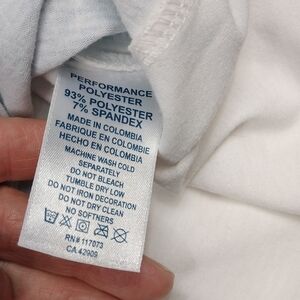 PERFORMANCE
POLYESTER
93% POLYESTER
7% SPANDEX
MADE IN COLOMBIA
FABRIQUE EN COLOMBIE
HECHO EN COLOMBIA
MACHINE WASH COLD
SEPARATELY
DO NOT BLEACH
TUMBLE DRY LOW
DO NOT IRON DECORATION
DO NOT DRY CLEAN
NO SOFTNERS
RN# 117073
CA 42909